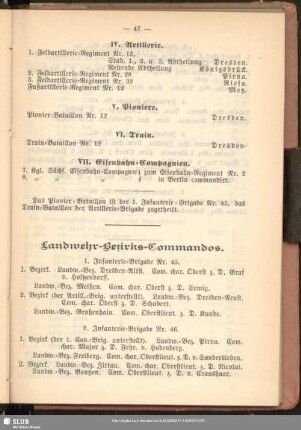 — 47 —
IV. Artillerie.
1. Feldartillerie-Regiment Nr. 12,
Stab, 1., 2. u. 3. Abtheilung Dresden.
Reitende Abtheilung Königsbrück.
2. Feldartillerie-Regiment Nr. 28 Pirna.
3. Feldartillerie-Regiment Nr. 32 Riesa.
Fußartillerie-Regiment Nr. 12 Metz.
V. Pioniere.
Pionier-Bataillon Nr. 12 Dresden.
VI. Train.
Train-Bataillon Nr. 12 Dresden.
VII. Eisenbahn-Compagnien.
7. Kgl. Sächs. Eisenbahn-Compagnie zum Eisenbahn-Regiment Nr. 2
8. " " " in Berlin commandirt.
Das Pionier-Bataillon ist der 1. Infanterie-Brigade Nr. 45, das
Train-Bataillon der Artillerie-Brigade zugetheilt.
Landwehr-Bezirks-Commandos.
1. Infanterie-Brigade Nr. 45.
1. Bezirk. Landw.-Bez. Dresden-Altst. Com. char. Oberst z. D. Graf
v. Holtzendorff.
Landw.-Bez. Meißen. Com. char. Oberst z. D.
2. Bezirk (der Artill.-Brig. unterstellt). Landw.-Bez. Dresden-Neust.
Com. char. Oberst z. D. Schubert.
Landw.-Bez. Großenhain. Com. Oberstlieut. z. D. Kunde.
2. Infanterie-Brigade Nr. 46.
1. Bezirk (der 1. Cav.-Brig. unterstellt). Landw.-Bez. Pirna. Com.
char. Major z. D. Frhr. v. Hodenberg.
Landw.-Bez. Freiberg. Com. char. Oberstlieut. z. D. v. Sandersleben.
2. Bezirk. Landw.-Bez. Zittau. Com. char. Oberstlieut. z. D. Nicolai.
Landw.-Bez. Bautzen. Com. Oberstlieut. z. D. v. Craushaar.
SLUB